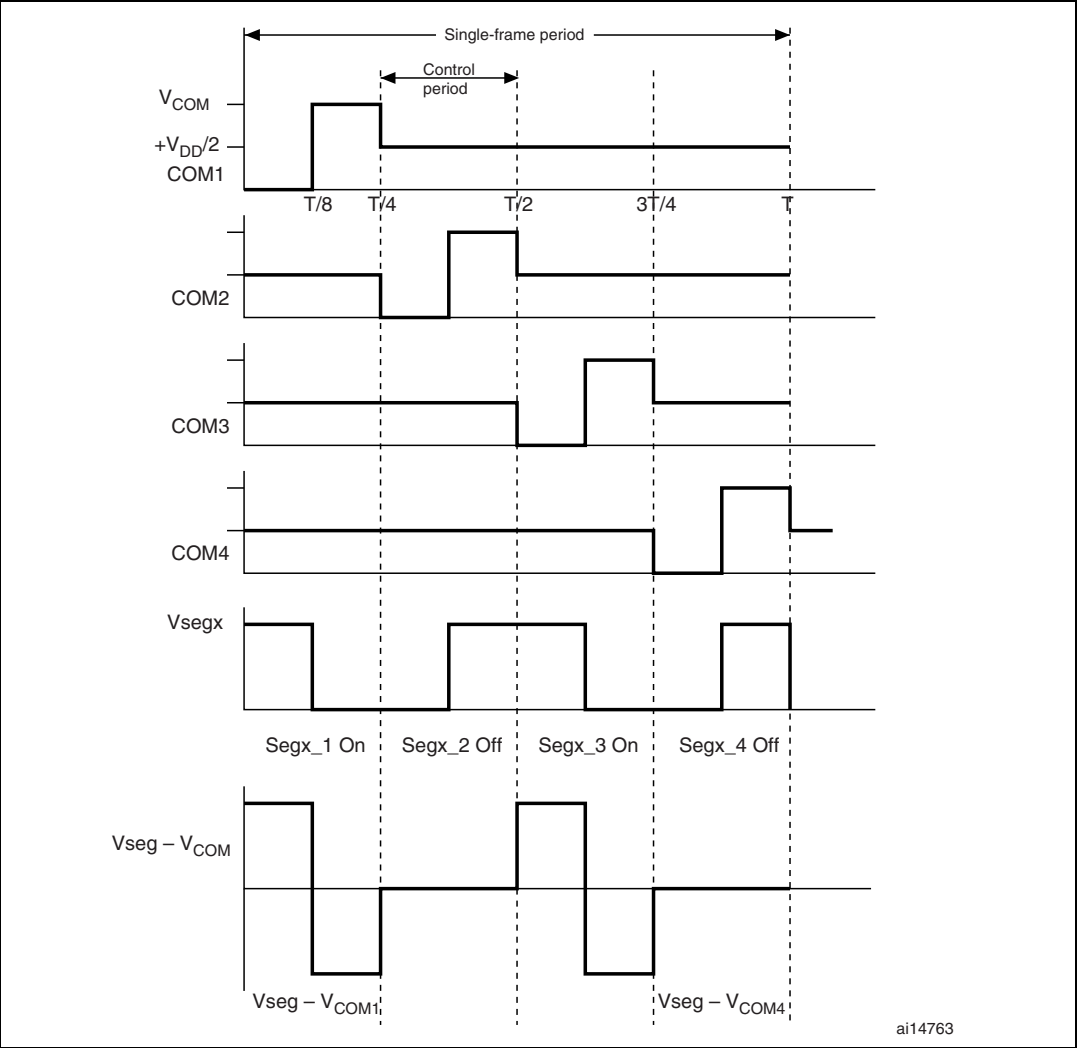 Single-frame period
Control
period
VCOM
+VDD/2
COM1
T/8 T/4 T/2 3T/4 T
COM2
COM3
COM4
Vsegx
Segx_1 On Segx_2 Off Segx_3 On Segx_4 Off
Vseg – VCOM
Vseg – VCOM1 Vseg – VCOM4
ai14763